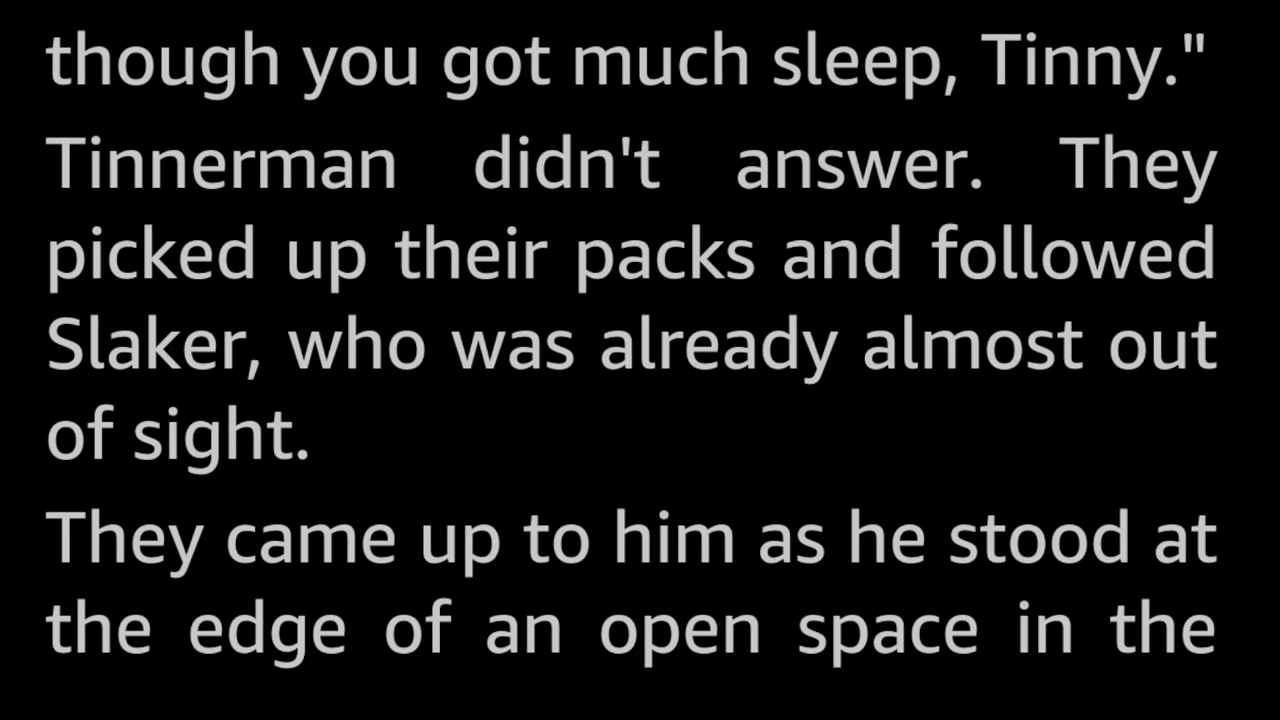 though you got much sleep, Tinny."
Tinnerman didn't answer. They
picked up their packs and followed
Slaker, who was already almost out
of sight.
They came up to him as he stood at
the edge of an open space in the